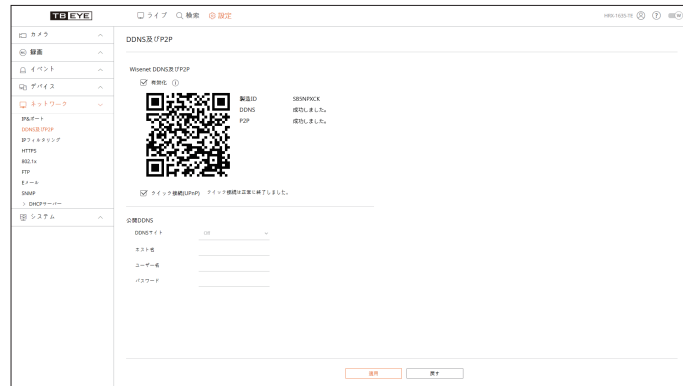 TB EYE
ライブ 検索 設定
HRX-1635-TE
カメラ
録画
イベント
デバイス
ネットワーク
IP&ポート
DDNS及びP2P
IPフィルタリング
HTTPS
802.1x
FTP
Eメール
SNMP
> DHCPサーバー
システム
DDNS及びP2P
Wisenet DDNS及びP2P
有効化
製造ID SB5NPXCK
DDNS 成功しました。
P2P 成功しました。
クイック接続(UPnP) クイック接続は正常に終了しました。
公開DDNS
DDNSサイト Off
ホスト名
ユーザー名
パスワード
適用 戻す